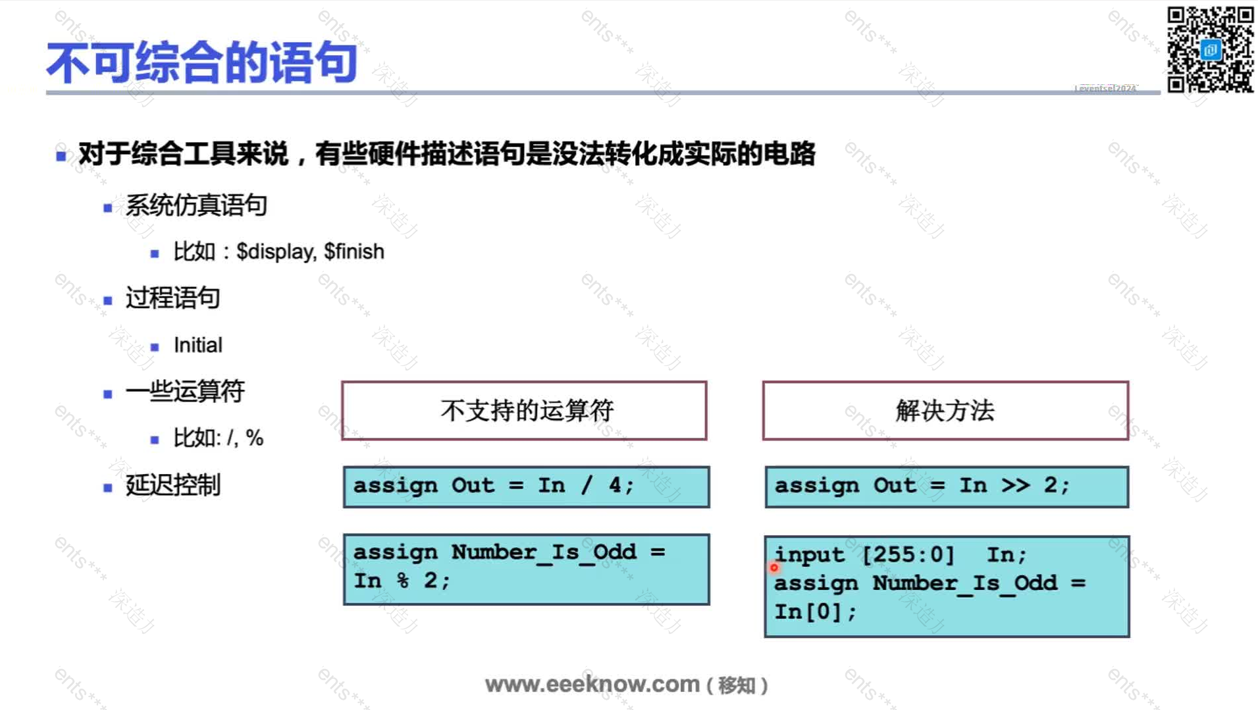 不可综合的语句
Leventsel2024
对于综合工具来说，有些硬件描述语句是没法转化成实际的电路
系统仿真语句
比如：$display, $finish
过程语句
Initial
一些运算符
比如: /, %
延迟控制
不支持的运算符
解决方法
assign Out = In / 4;
assign Out = In >> 2;
assign Number_Is_Odd =
In % 2;
input [255:0]  In;
assign Number_Is_Odd =
In[0];
www.eeeknow.com（移知）